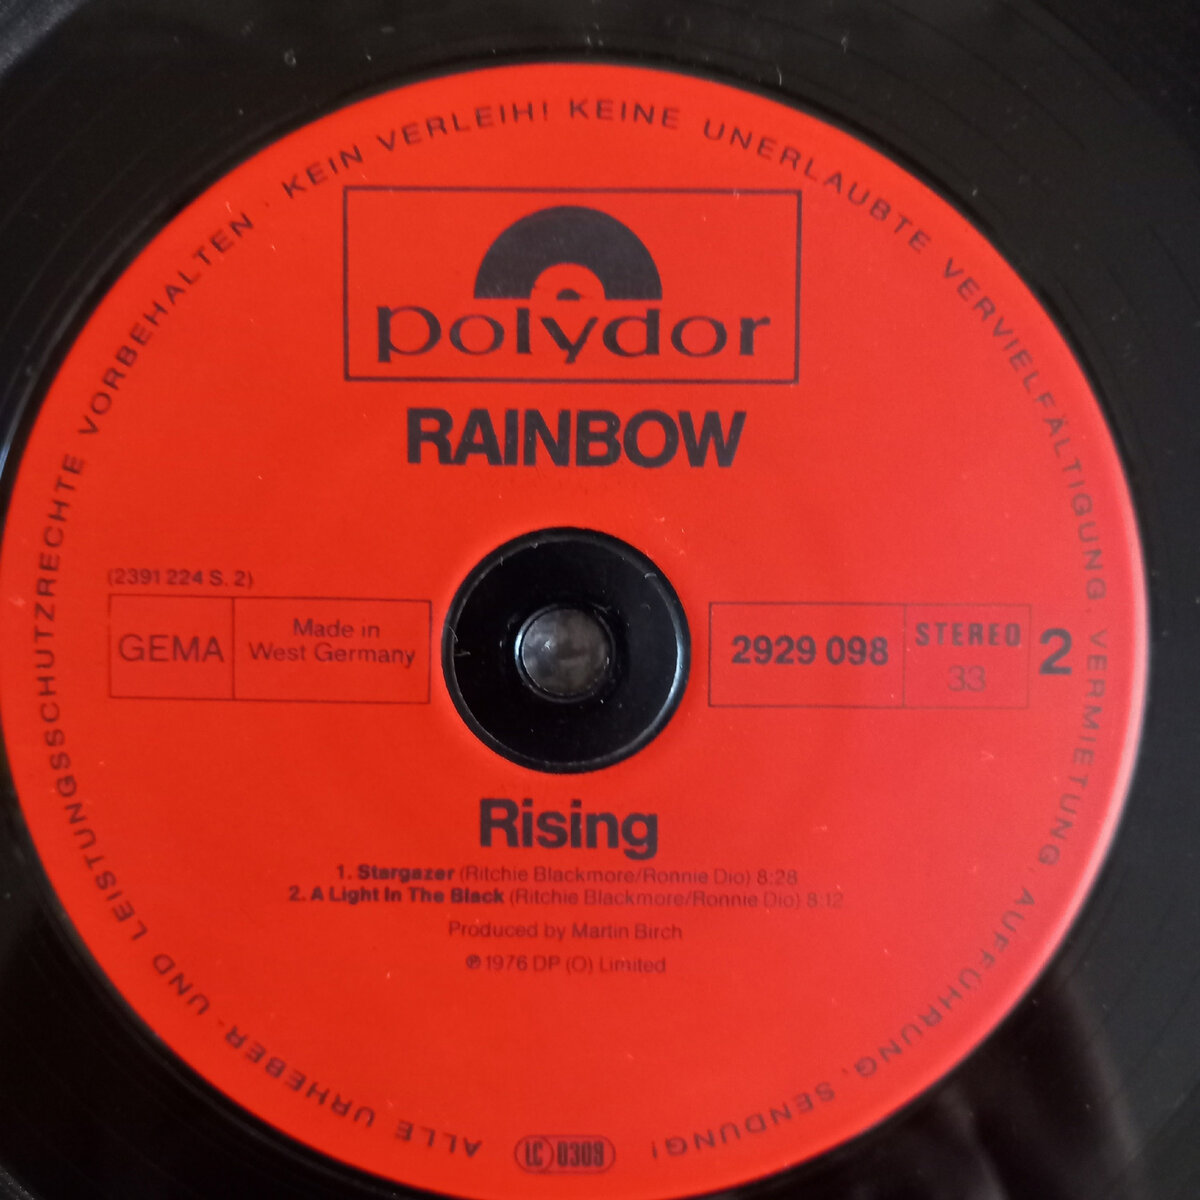 ALLE URHEBER- UND LEISTUNGSSCHUTZRECHTE VORBEHALTEN · KEIN VERLEIH! KEINE UNERLAUBTE VERVIELFÄLTIGUNG, VERMIETUNG, AUFFÜHRUNG, SENDUNG!
polydor
RAINBOW
(2391 224 S. 2)
GEMA
Made in
West Germany
2929 098
STEREO
33
2
Rising
1. Stargazer (Ritchie Blackmore/Ronnie Dio) 8:28
2. A Light In The Black (Ritchie Blackmore/Ronnie Dio) 8:12
Produced by Martin Birch
℗ 1976 DP (O) Limited
LC 0309